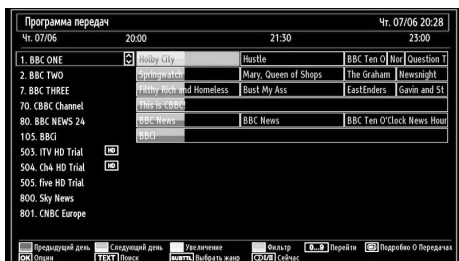 Программа передач Чт. 07/06 20:28
Чт. 07/06 20:00 21:30 23:00
1. BBC ONE Holby City Hustle BBC Ten O Nor Question T
2. BBC TWO Springwatch Mary, Queen of Shops The Graham Newsnight
7. BBC THREE Filthy Rich and Homeless Bust My Ass EastEnders Gavin and St
70. CBBC Channel This is CBBC!
80. BBC NEWS 24 BBC News BBC News BBC Ten O'Clock News Hour
105. BBCi BBCi
503. ITV HD Trial HD
504. Ch4 HD Trial HD
505. five HD Trial
800. Sky News
801. CNBC Europe
Предыдущий день Следующий день Увеличение Фильтр 0...9 Перейти Подробно О Передачах
OK Опции TEXT Поиск SUBTTL. Выбрать жанр Сейчас